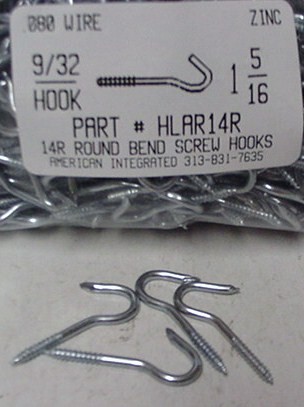 .080 WIRE ZINC
9/32 HOOK 1 5/16
PART # HLAR14R
14R ROUND BEND SCREW HOOKS
AMERICAN INTEGRATED 313-831-7635